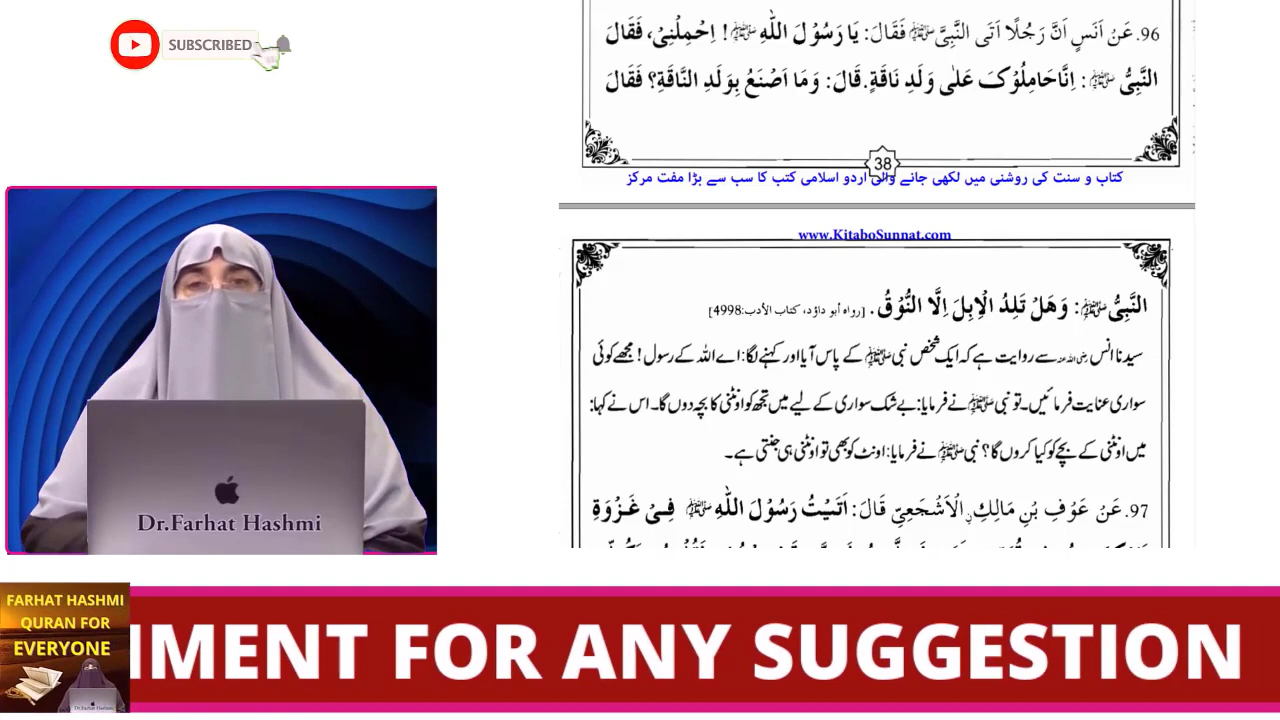 SUBSCRIBED
96. عَنْ اَنَسٍ اَنَّ رَجُلًا اَتَى النَّبِيَّ ﷺ فَقَالَ: يَا رَسُوْلَ اللّٰهِ ﷺ! اِحْمِلْنِىْ، فَقَالَ
النَّبِىُّ ﷺ: اِنَّا حَامِلُوْكَ عَلٰى وَلَدِ نَاقَةٍ. قَالَ: وَمَا اَصْنَعُ بِوَلَدِ النَّاقَةِ؟ فَقَالَ
38
کتاب و سنت کی روشنی میں لکھی جانے والی اردو اسلامی کتب کا سب سے بڑا مفت مرکز
www.KitaboSunnat.com
النَّبِىُّ ﷺ: وَهَلْ تَلِدُ الْاِبِلَ اِلَّا النُّوْقُ. [رواه أبو داؤد، كتاب الأدب:4998]
سیدنا انس رضی اللہ عنہ سے روایت ہے کہ ایک شخص نبی ﷺ کے پاس آیا اور کہنے لگا: اے اللہ کے رسول! مجھے کوئی
سواری عنایت فرمائیں۔ تو نبی ﷺ نے فرمایا: بے شک سواری کے لیے میں تجھ کو اونٹنی کا بچہ دوں گا۔ اس نے کہا:
میں اونٹنی کے بچے کو کیا کروں گا؟ نبی ﷺ نے فرمایا: اونٹ کو بھی تو اونٹنی ہی جنتی ہے۔
97. عَنْ عَوْفِ بْنِ مَالِكِ ِالْاَشْجَعِىِّ قَالَ: اَتَيْتُ رَسُوْلَ اللّٰهِ ﷺ فِىْ غَزْوَةِ
Dr.Farhat Hashmi
FARHAT HASHMI
QURAN FOR
EVERYONE
MENT FOR ANY SUGGESTION